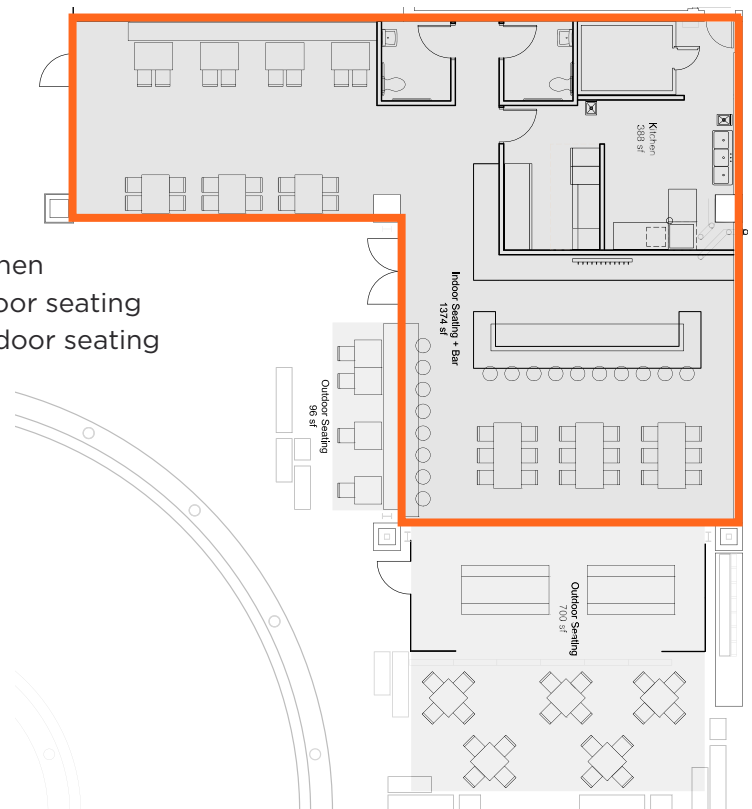 Kitchen
388 sf
hen
oor seating
door seating
Indoor Seating + Bar
1374 sf
Outdoor Seating
96 sf
Outdoor Seating
700 sf